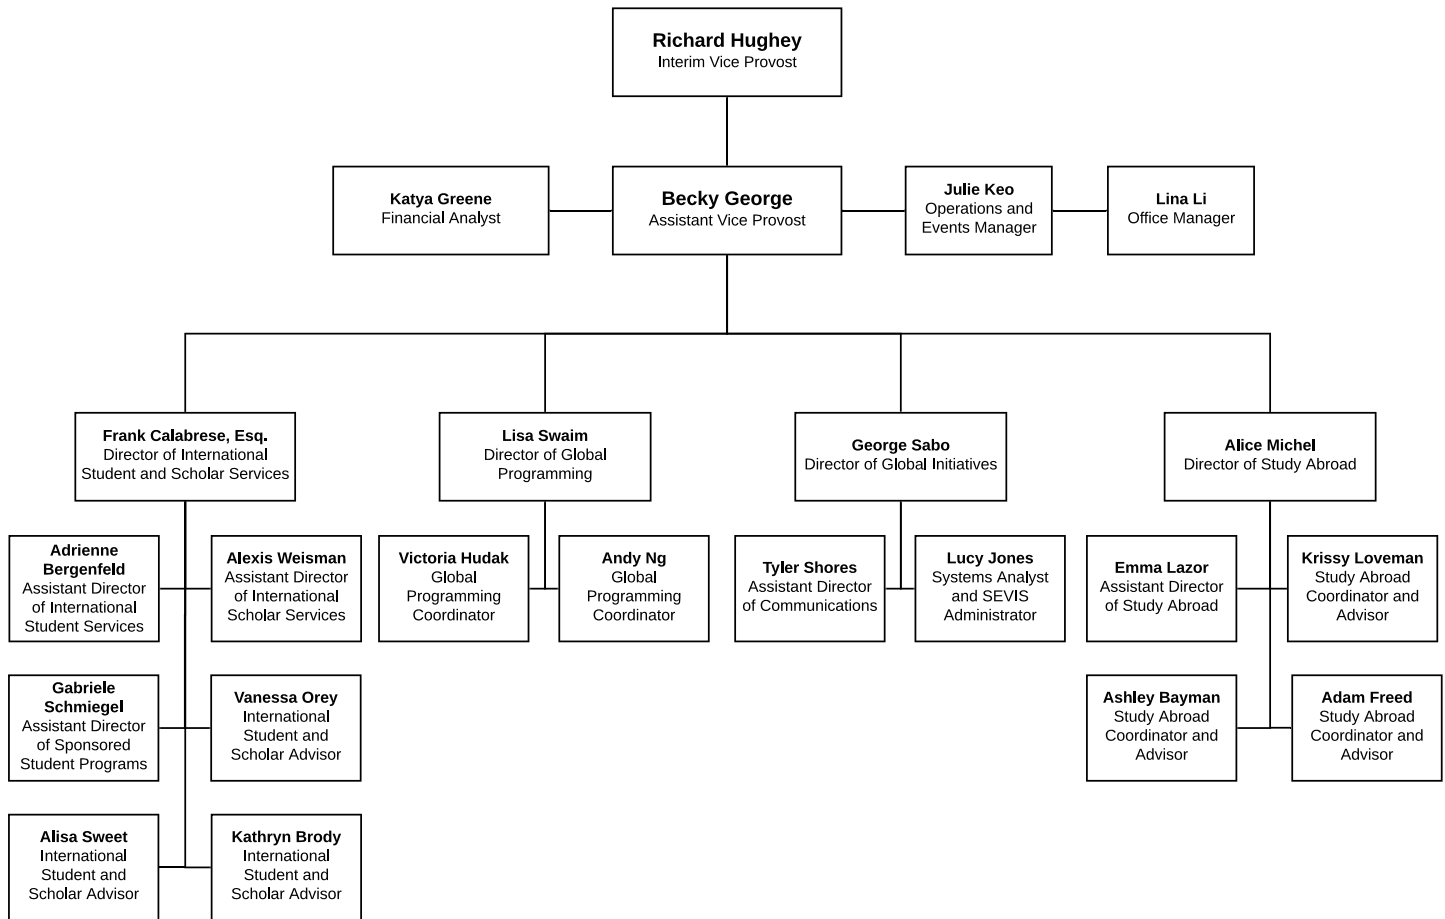 Richard Hughey
Interim Vice Provost
Katya Greene
Financial Analyst
Becky George
Assistant Vice Provost
Julie Keo
Operations and
Events Manager
Lina Li
Office Manager
Frank Calabrese, Esq.
Director of International
Student and Scholar Services
Lisa Swaim
Director of Global
Programming
George Sabo
Director of Global Initiatives
Alice Michel
Director of Study Abroad
Adrienne
Bergenfeld
Assistant Director
of International
Student Services
Alexis Weisman
Assistant Director
of International
Scholar Services
Victoria Hudak
Global
Programming
Coordinator
Andy Ng
Global
Programming
Coordinator
Tyler Shores
Assistant Director
of Communications
Lucy Jones
Systems Analyst
and SEVIS
Administrator
Emma Lazor
Assistant Director
of Study Abroad
Krissy Loveman
Study Abroad
Coordinator and
Advisor
Gabriele
Schmiegel
Assistant Director
of Sponsored
Student Programs
Vanessa Orey
International
Student and
Scholar Advisor
Ashley Bayman
Study Abroad
Coordinator and
Advisor
Adam Freed
Study Abroad
Coordinator and
Advisor
Alisa Sweet
International
Student and
Scholar Advisor
Kathryn Brody
International
Student and
Scholar Advisor